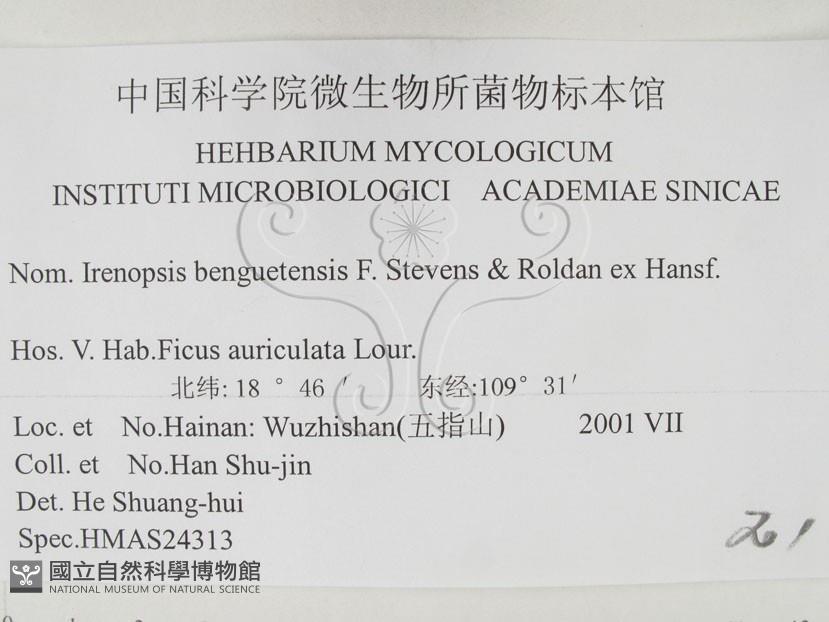 中国科学院微生物所菌物标本馆
HEHBARIUM MYCOLOGICUM
INSTITUTI MICROBIOLOGICI ACADEMIAE SINICAE
Nom. Irenopsis benguetensis F. Stevens & Roldan ex Hansf.
Hos. V. Hab.Ficus auriculata Lour.
北纬: 18 ° 46 ′ 东经:109° 31′
Loc. et No.Hainan: Wuzhishan(五指山) 2001 VII
Coll. et No.Han Shu-jin
Det. He Shuang-hui
Spec.HMAS24313
國立自然科學博物館
NATIONAL MUSEUM OF NATURAL SCIENCE